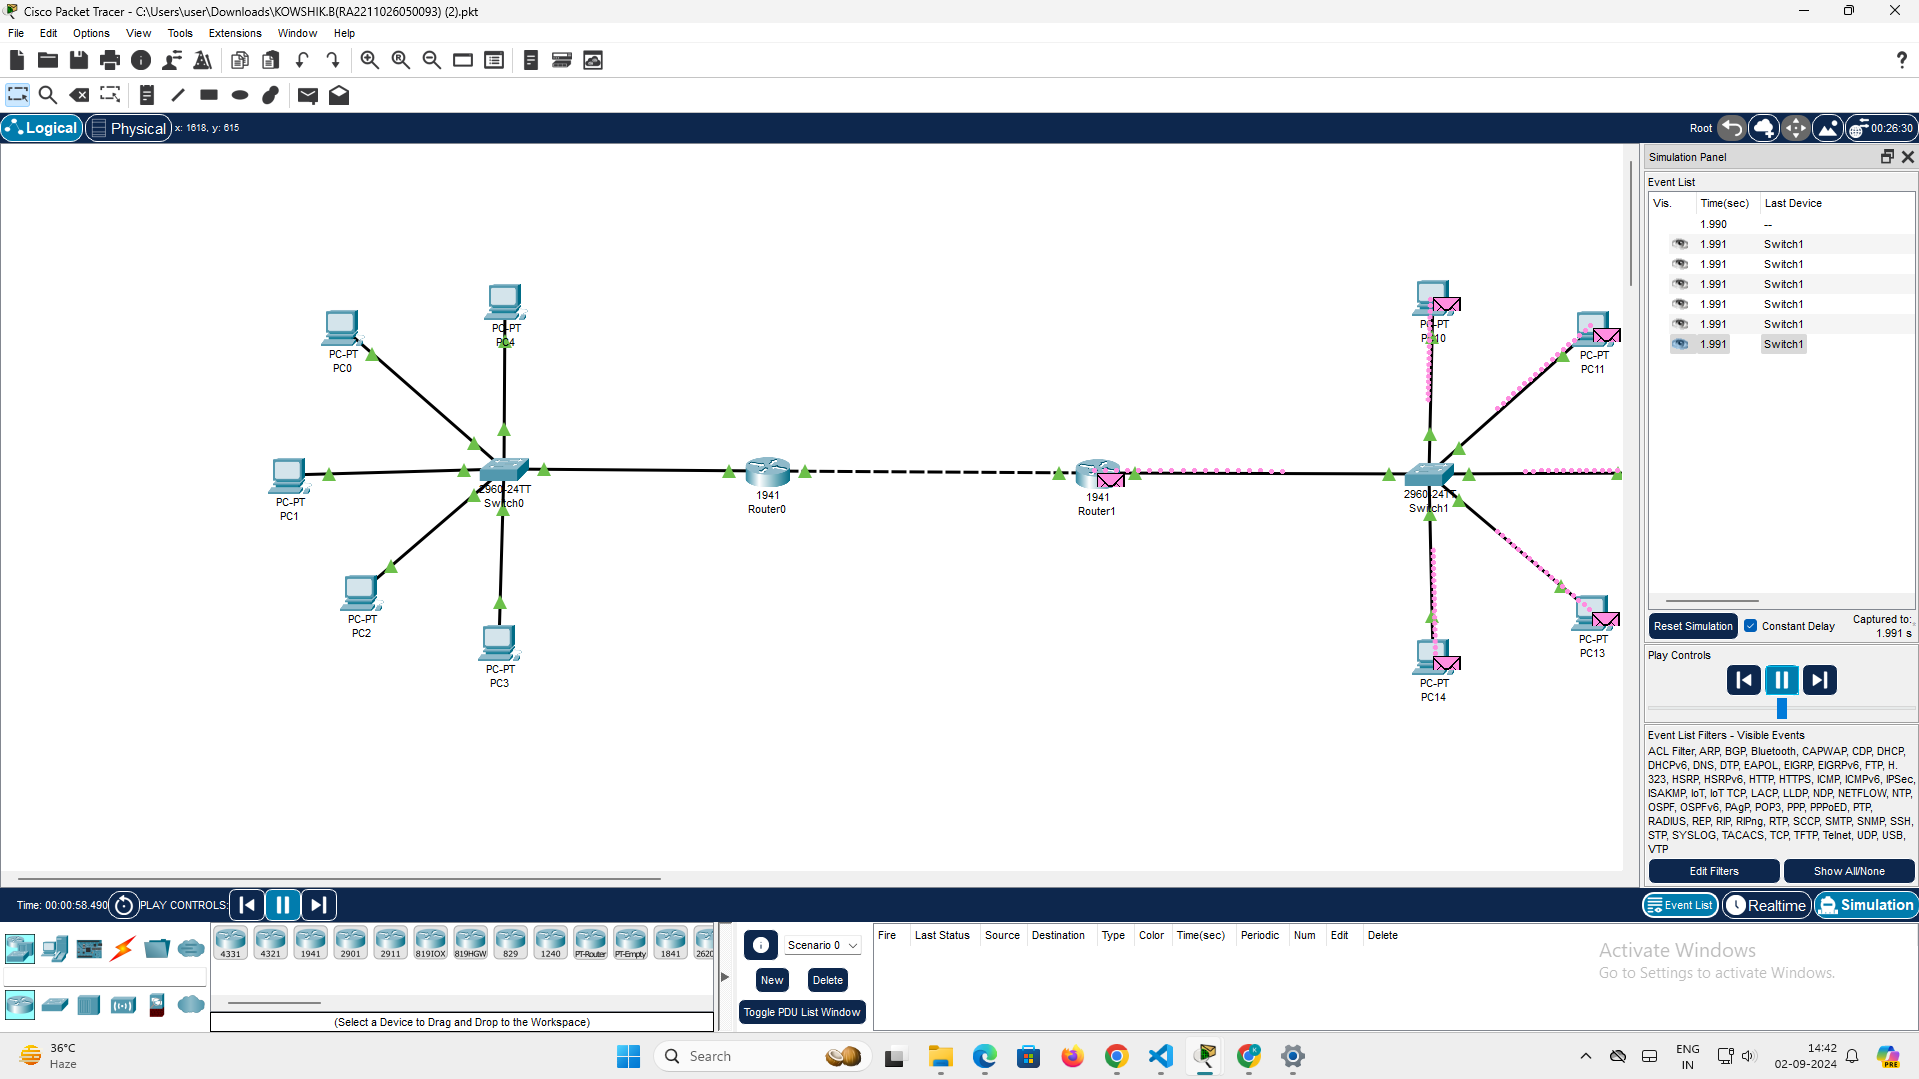 Cisco Packet Tracer - C:\Users\user\Downloads\KOWSHIK.B(RA2211026050093) (2).pkt
File Edit Options View Tools Extensions Window Help
Logical Physical x: 1618, y: 615 Root 00:26:30
Simulation Panel
Event List
Vis. Time(sec) Last Device
1.990 --
1.991 Switch1
1.991 Switch1
1.991 Switch1
1.991 Switch1
1.991 Switch1
1.991 Switch1
PC-PT
PC4
PC-PT
PC0
PC-PT
PC1
PC-PT
PC2
PC-PT
PC3
2960-24TT
Switch0
1941
Router0
1941
Router1
2960-24TT
Switch1
PC-PT
PC10
PC-PT
PC11
PC-PT
PC13
PC-PT
PC14
Reset Simulation Constant Delay Captured to:
1.991 s
Play Controls
Event List Filters - Visible Events
ACL Filter, ARP, BGP, Bluetooth, CAPWAP, CDP, DHCP,
DHCPv6, DNS, DTP, EAPOL, EIGRP, EIGRPv6, FTP, H.
323, HSRP, HSRPv6, HTTP, HTTPS, ICMP, ICMPv6, IPSec,
ISAKMP, IoT, IoT TCP, LACP, LLDP, NDP, NETFLOW, NTP,
OSPF, OSPFv6, PAgP, POP3, PPP, PPPoED, PTP,
RADIUS, REP, RIP, RIPng, RTP, SCCP, SMTP, SNMP, SSH,
STP, SYSLOG, TACACS, TCP, TFTP, Telnet, UDP, USB,
VTP
Edit Filters Show All/None
Time: 00:00:58.490 PLAY CONTROLS: Event List Realtime Simulation
4331 4321 1941 2901 2911 819IOX 819HGW 829 1240 PT-Router PT-Empty 1841 2620
(Select a Device to Drag and Drop to the Workspace)
Scenario 0
New Delete
Toggle PDU List Window
Fire Last Status Source Destination Type Color Time(sec) Periodic Num Edit Delete
Activate Windows
Go to Settings to activate Windows.
36°C
Haze
Search
ENG
IN
14:42
02-09-2024
PRE